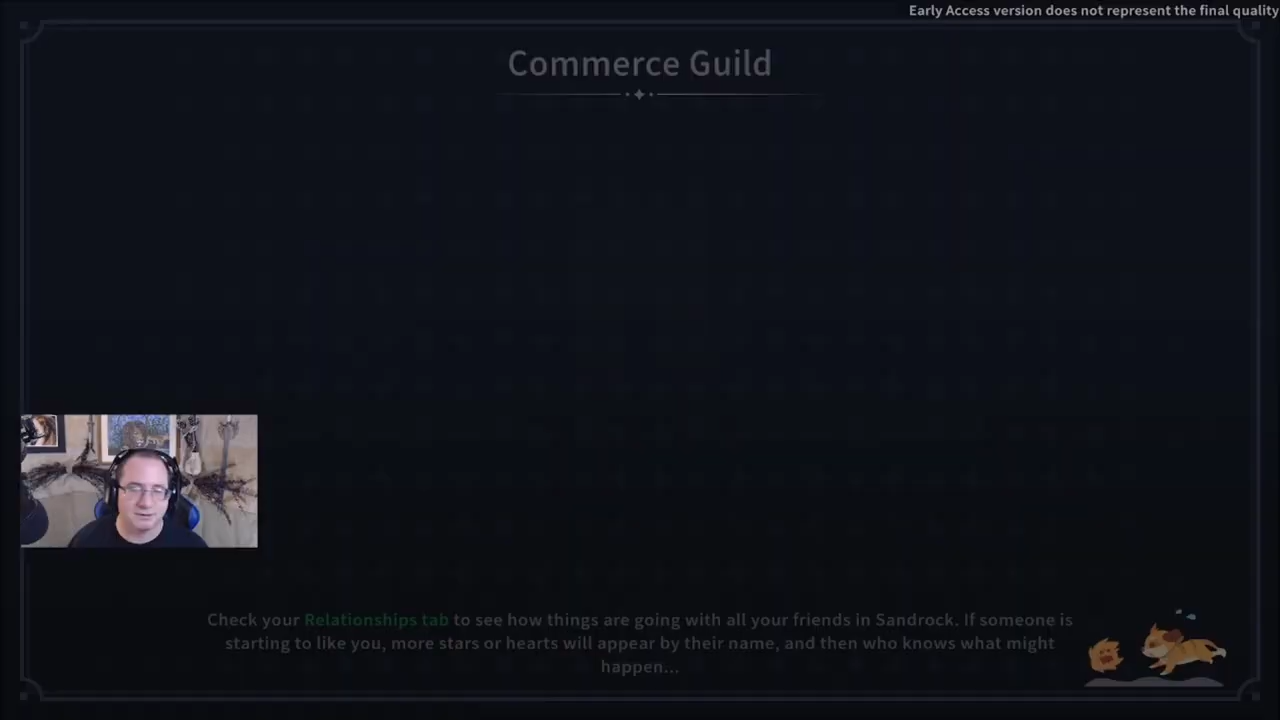 Early Access version does not represent the final quality
Commerce Guild
Check your Relationships tab to see how things are going with all your friends in Sandrock. If someone is
starting to like you, more stars or hearts will appear by their name, and then who knows what might
happen...